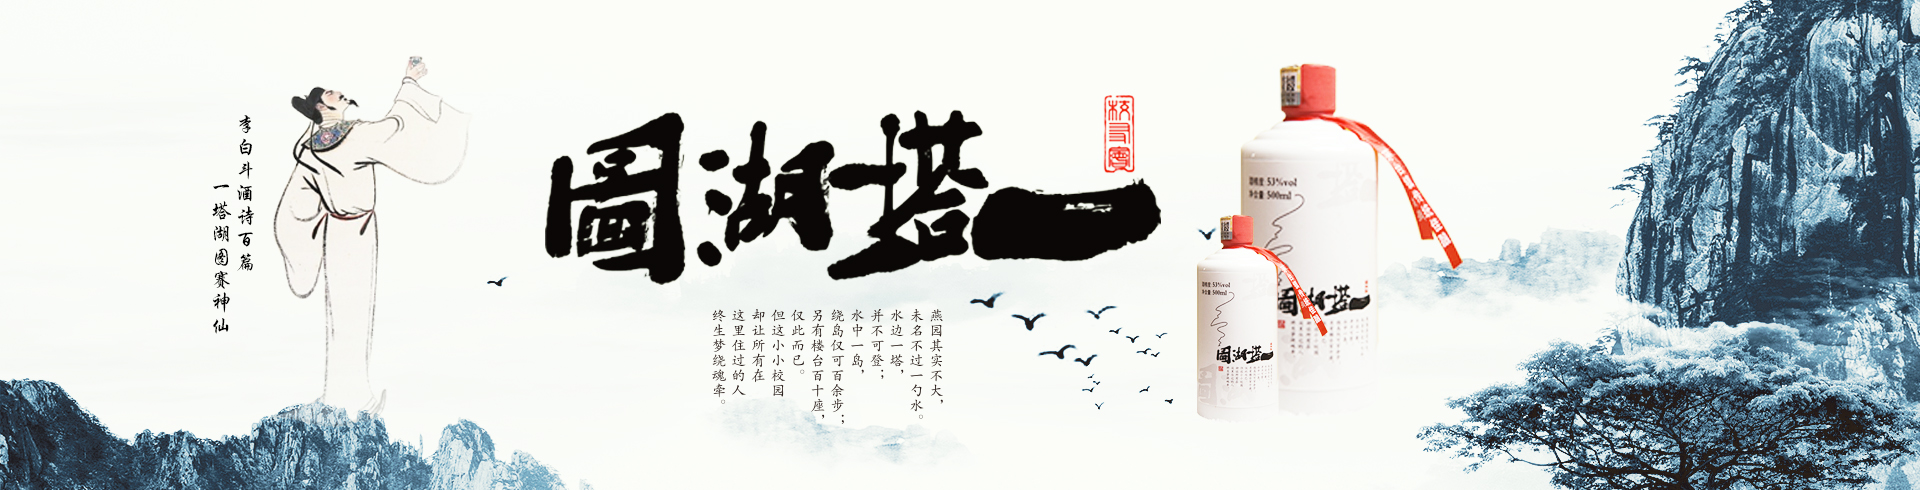 李白斗酒诗百篇
一塔湖图赛神仙
一塔湖圖
校友會
燕园其实不大，
未名不过一勺水。
水边一塔，
并不可登；
水中一岛，
绕岛仅可百余步；
另有楼台百十座，
仅此而已。
但这小小校园
却让所有在
这里住过的人
终生梦绕魂牵。
酒精度 53%vol
净含量 500ml
一塔湖圖
酒精度 53%vol
净含量 500ml
一塔湖圖